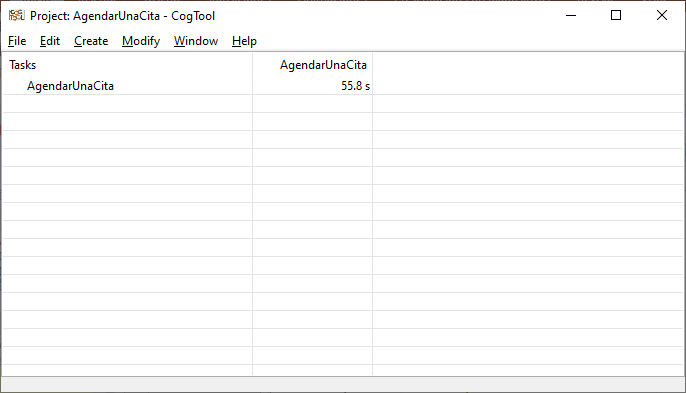 Project: AgendarUnaCita - CogTool
File Edit Create Modify Window Help
Tasks AgendarUnaCita
AgendarUnaCita 55.8 s